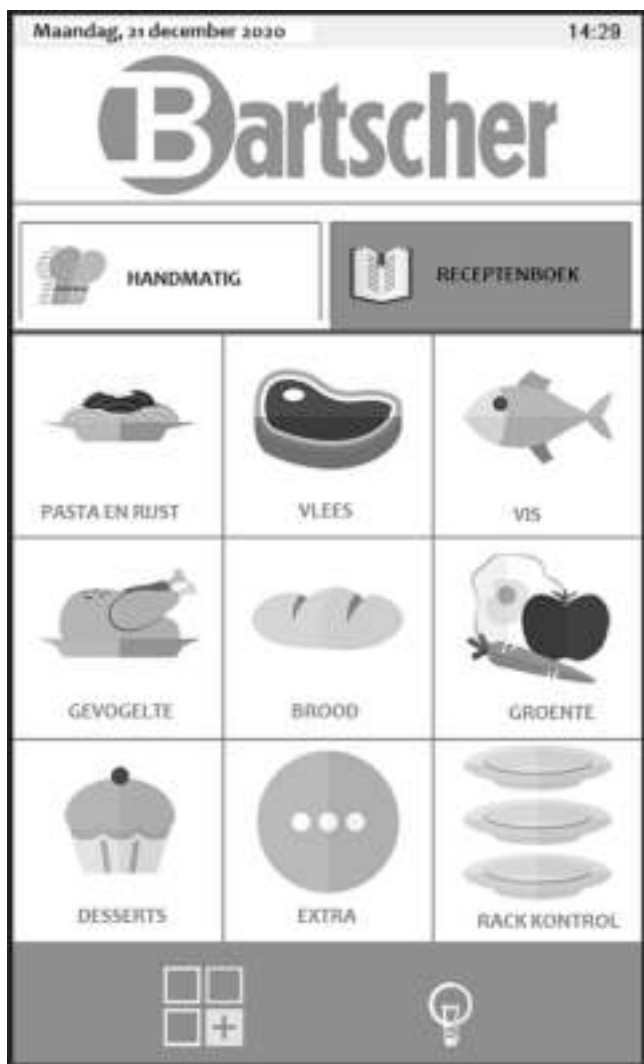 Maandag, 21 december 2020 14:29
Bartscher
HANDMATIG RECEPTENBOEK
PASTA EN RIJST VLEES VIS
GEVOGELTE BROOD GROENTE
DESSERTS EXTRA RACK KONTROL